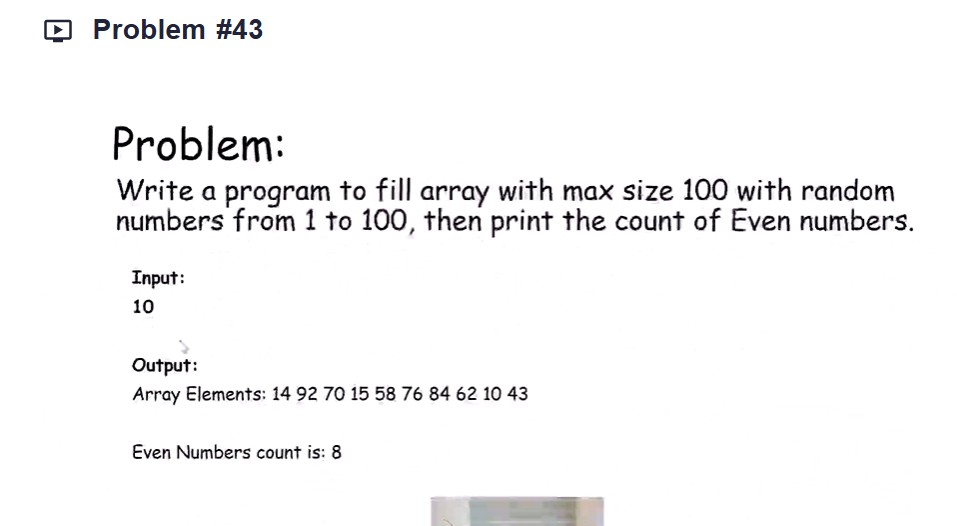 Problem #43
Problem:
Write a program to fill array with max size 100 with random
numbers from 1 to 100, then print the count of Even numbers.
Input:
10
Output:
Array Elements: 14 92 70 15 58 76 84 62 10 43
Even Numbers count is: 8